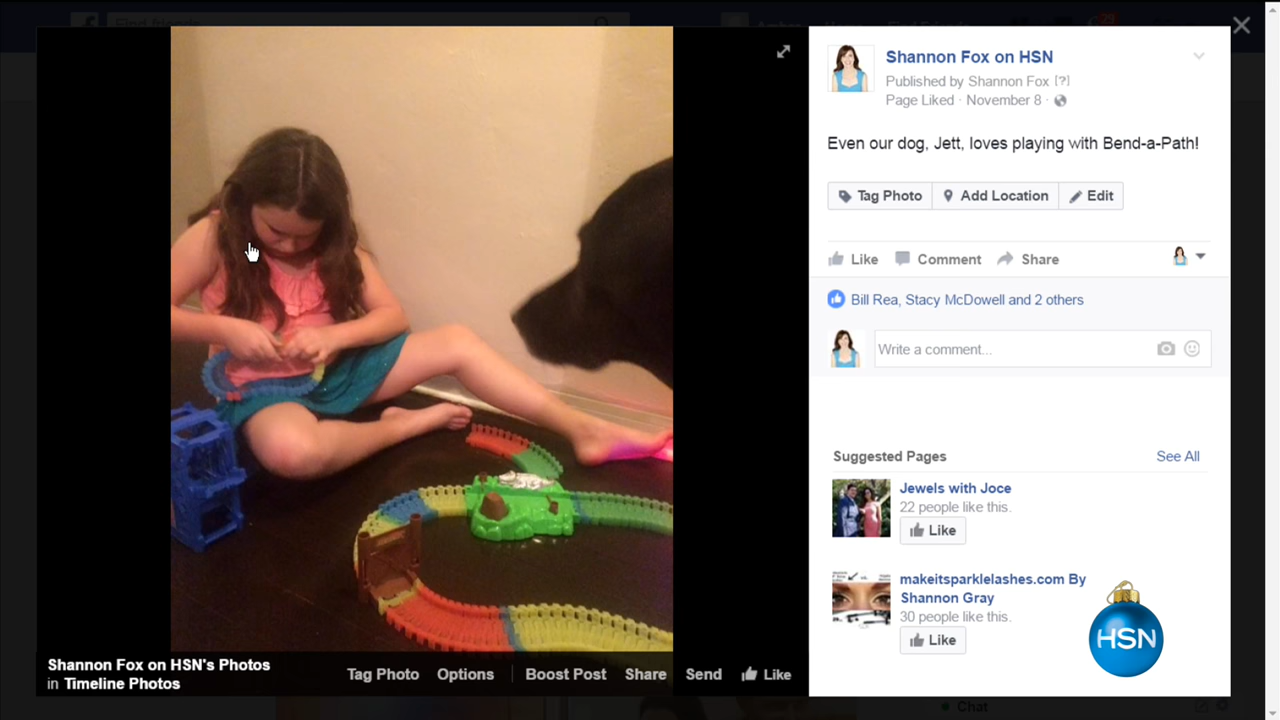 Find friends
Shannon Fox on HSN
Published by Shannon Fox [?]
Page Liked · November 8 ·
Even our dog, Jett, loves playing with Bend-a-Path!
Tag Photo Add Location Edit
Like Comment Share
Bill Rea, Stacy McDowell and 2 others
Write a comment...
Suggested Pages See All
Jewels with Joce
22 people like this.
Like
makeitsparklelashes.com By
Shannon Gray
30 people like this.
Like
HSN
Shannon Fox on HSN's Photos
in Timeline Photos
Tag Photo Options Boost Post Share Send Like
Chat